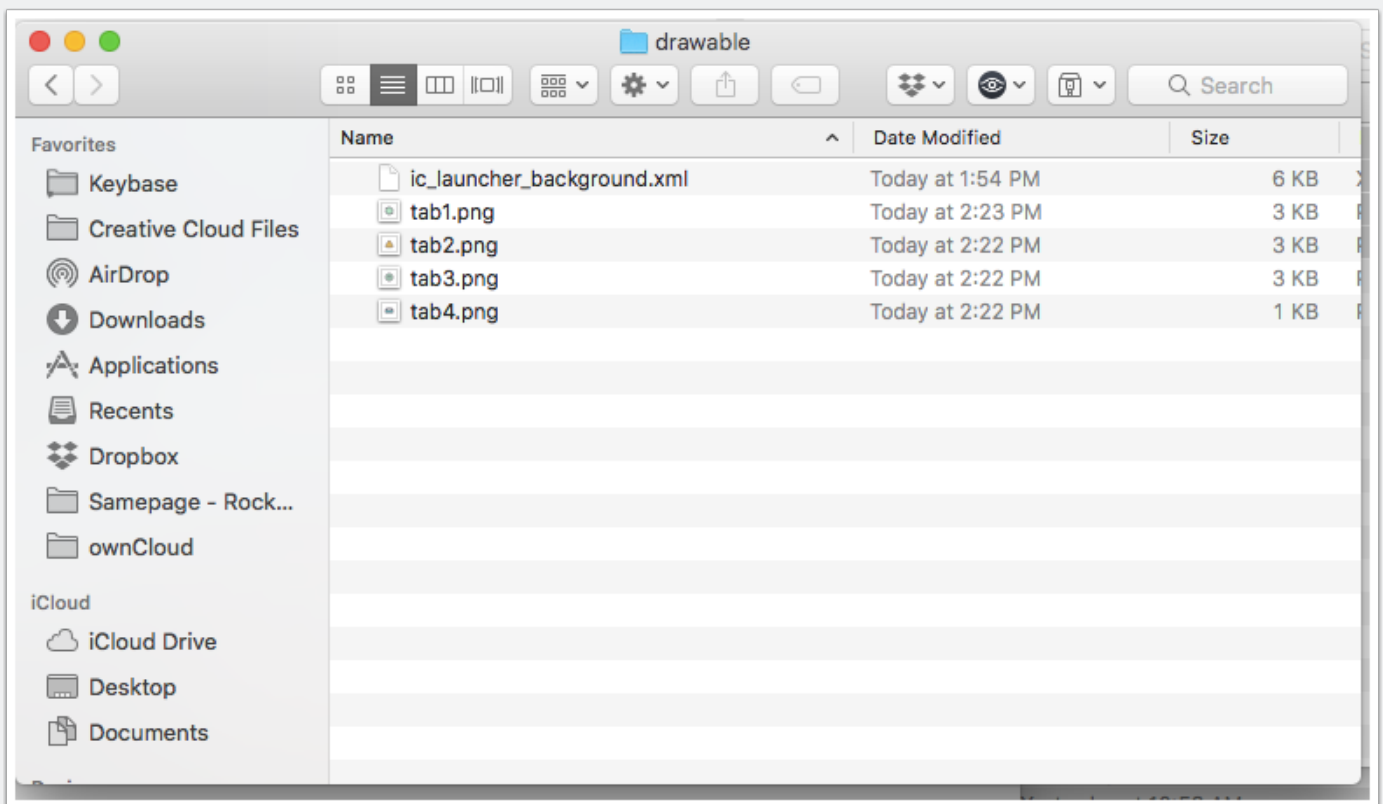 drawable
Search
Favorites
Keybase
Creative Cloud Files
AirDrop
Downloads
Applications
Recents
Dropbox
Samepage - Rock...
ownCloud
iCloud
iCloud Drive
Desktop
Documents
Name Date Modified Size
ic_launcher_background.xml Today at 1:54 PM 6 KB
tab1.png Today at 2:23 PM 3 KB
tab2.png Today at 2:22 PM 3 KB
tab3.png Today at 2:22 PM 3 KB
tab4.png Today at 2:22 PM 1 KB